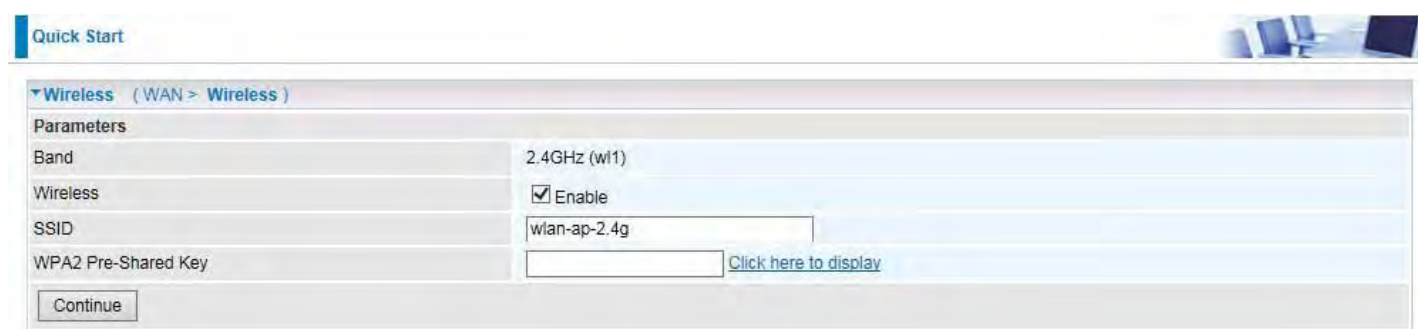 Quick Start
Wireless ( WAN > Wireless )
Parameters
Band 2.4GHz (wl1)
Wireless Enable
SSID wlan-ap-2.4g
WPA2 Pre-Shared Key Click here to display
Continue